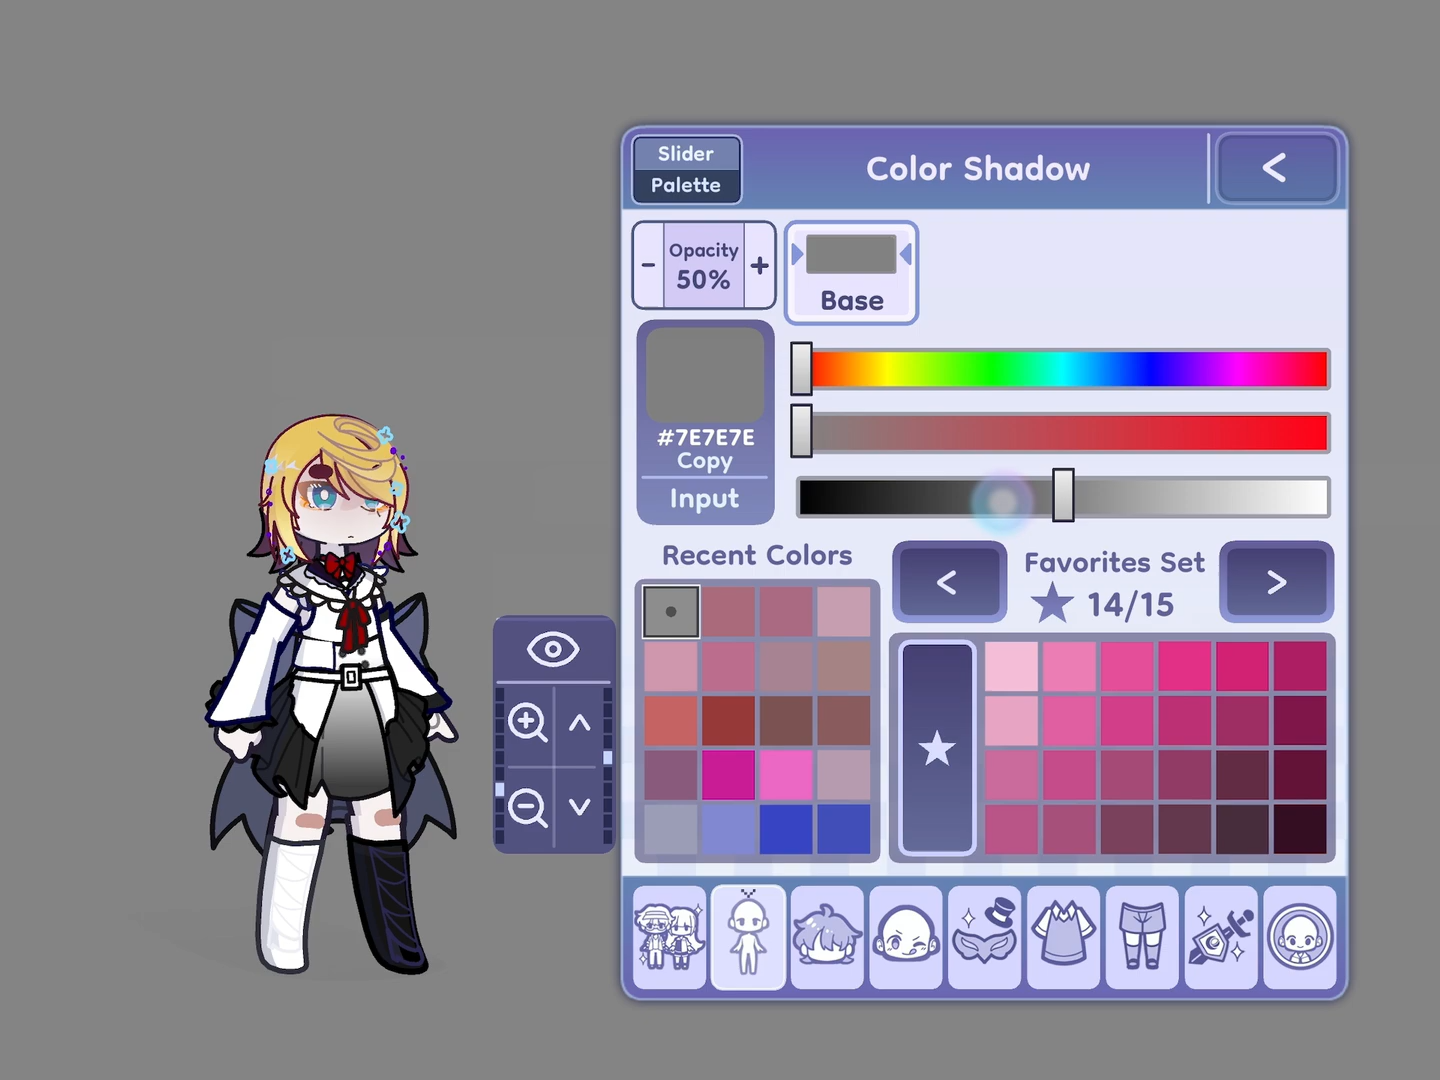 Slider
Palette
Color Shadow
<
Opacity
- 50% +
Base
#7E7E7E
Copy
Input
Recent Colors
Favorites Set
< 14/15 >